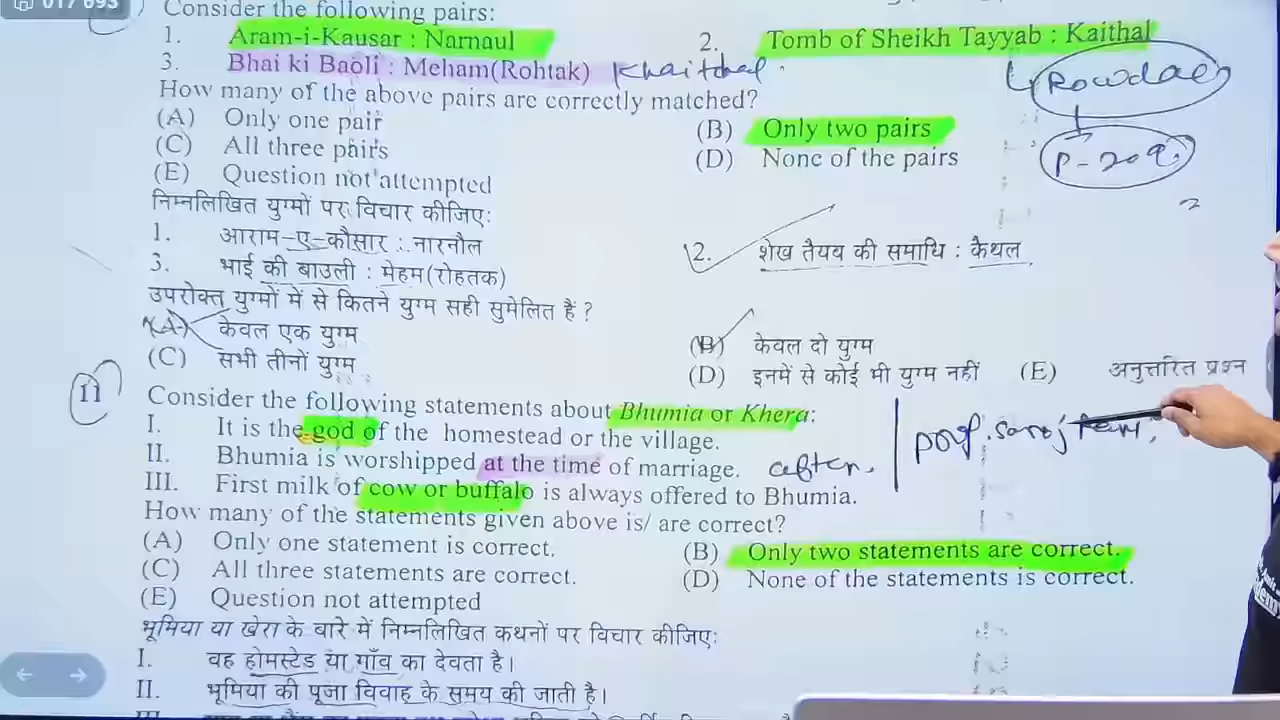 Consider the following pairs:
1. Aram-i-Kausar : Narnaul 2. Tomb of Sheikh Tayyab : Kaithal
3. Bhai ki Baoli : Meham(Rohtak) Khaithal
How many of the above pairs are correctly matched?
(A) Only one pair (B) Only two pairs
P-209
(C) All three pairs (D) None of the pairs
(E) Question not attempted
निम्नलिखित युग्मों पर विचार कीजिए:
1. आराम-ए-कौसार : नारनौल 2. शेख तैयब की समाधि : कैथल
3. भाई की बाउली : मेहम(रोहतक)
उपरोक्त युग्मों में से कितने युग्म सही सुमेलित हैं ?
(A) केवल एक युग्म (B) केवल दो युग्म
(C) सभी तीनों युग्म (D) इनमें से कोई भी युग्म नहीं (E) अनुत्तरित प्रश्न
11 Consider the following statements about Bhumia or Khera:
I. It is the god of the homestead or the village.
II. Bhumia is worshipped at the time of marriage. after
III. First milk of cow or buffalo is always offered to Bhumia.
How many of the statements given above is/ are correct?
(A) Only one statement is correct. (B) Only two statements are correct.
(C) All three statements are correct. (D) None of the statements is correct.
(E) Question not attempted
भूमिया या खेरा के बारे में निम्नलिखित कथनों पर विचार कीजिए:
I. वह होमस्टेड या गाँव का देवता है।
II. भूमिया की पूजा विवाह के समय की जाती है।
III.